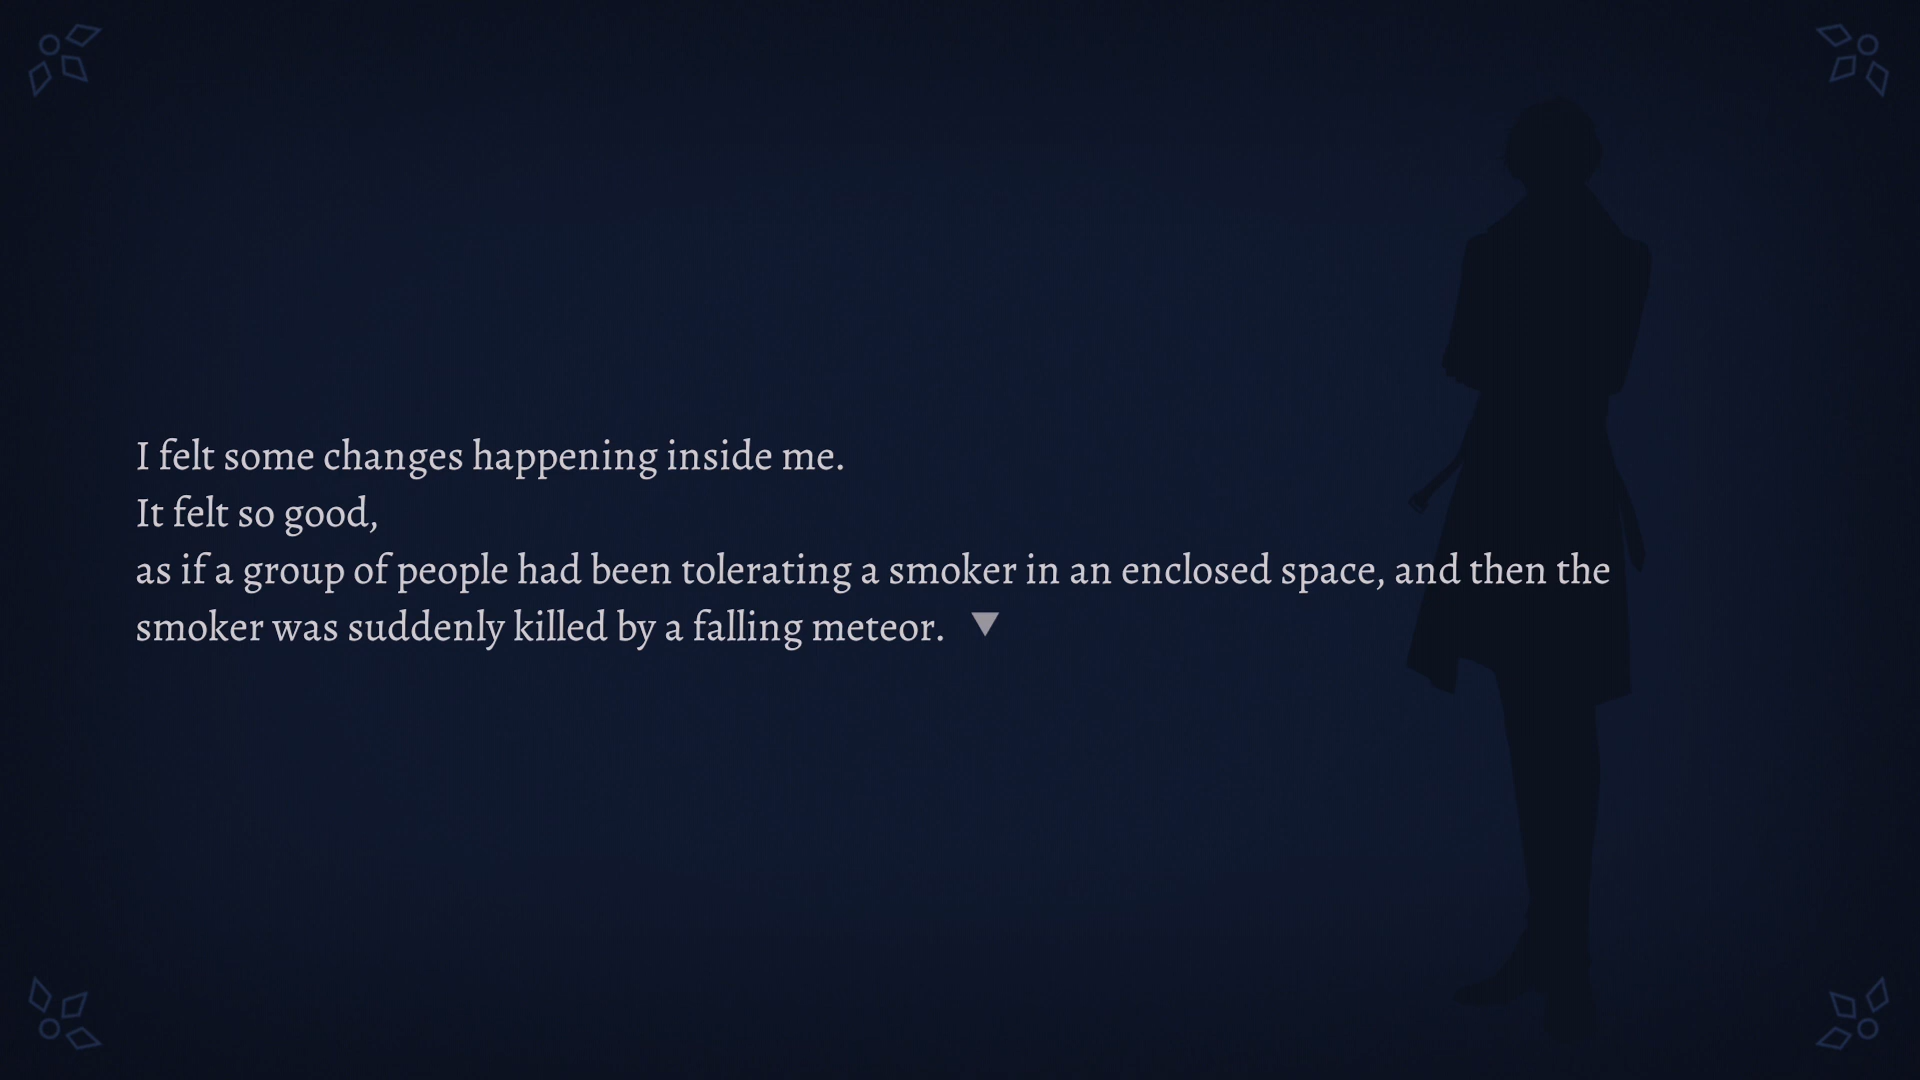 I felt some changes happening inside me.
It felt so good,
as if a group of people had been tolerating a smoker in an enclosed space, and then the
smoker was suddenly killed by a falling meteor.